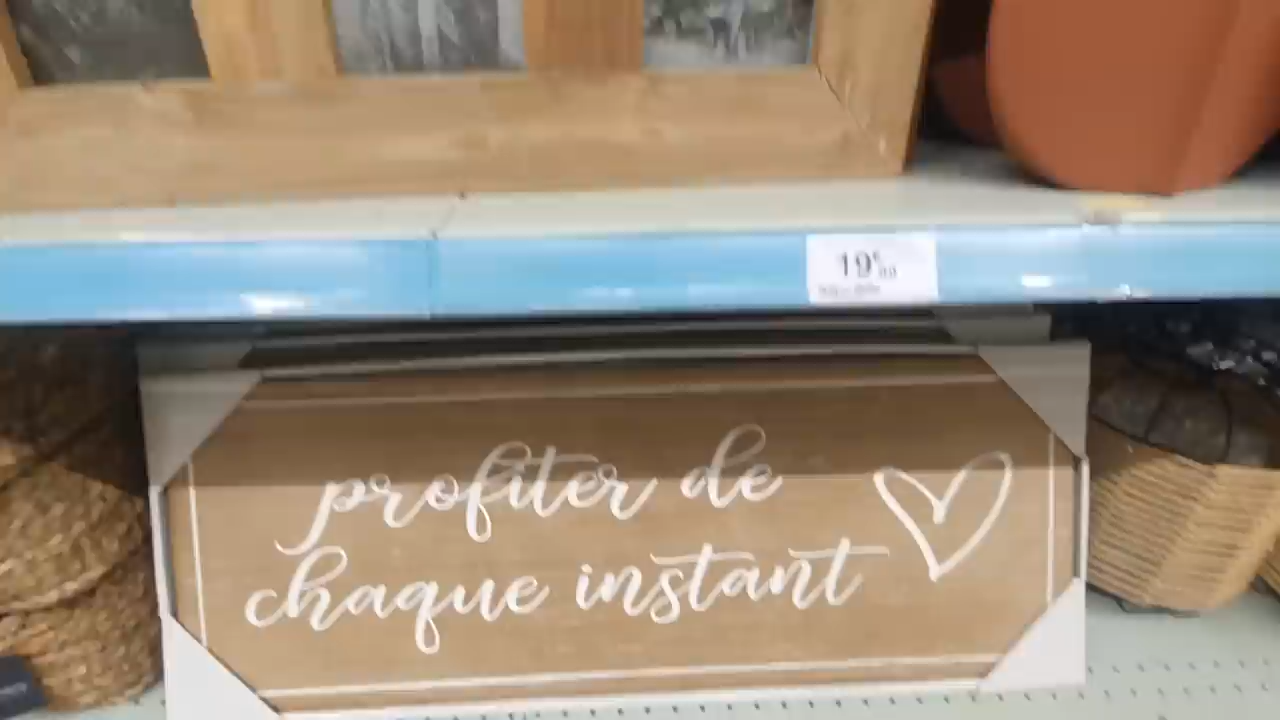 19€
profiter de
chaque instant